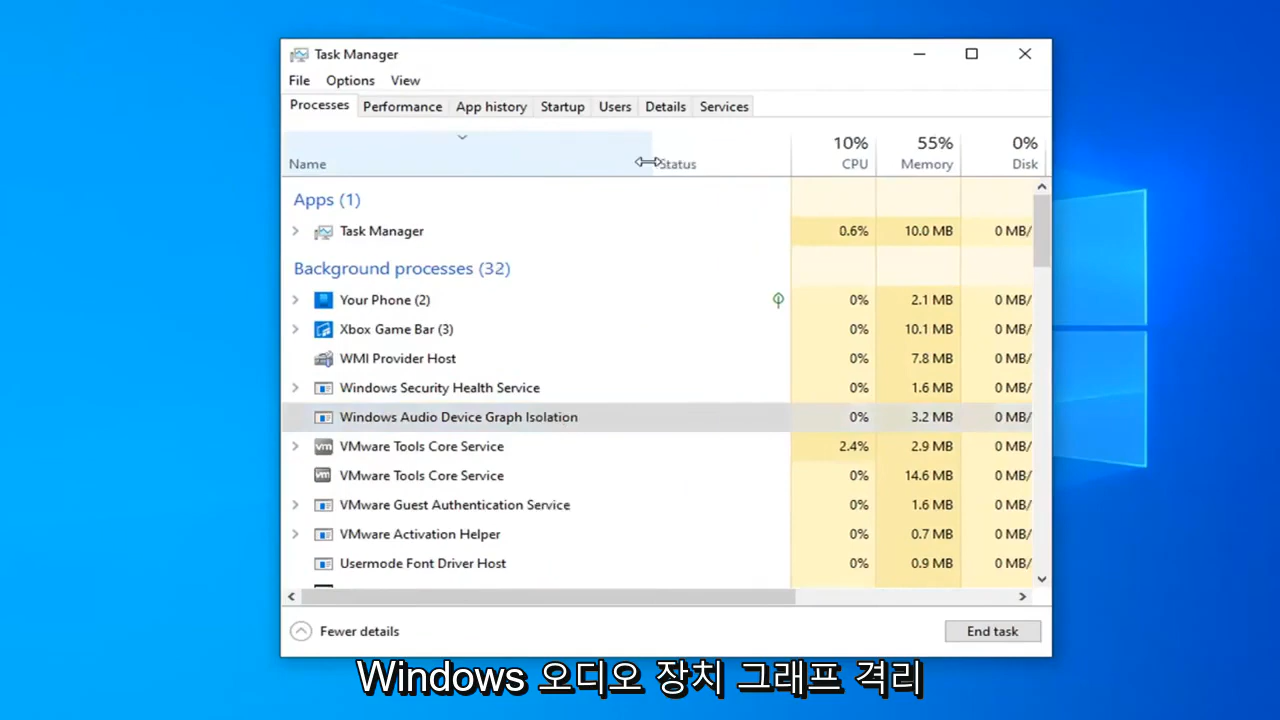 Task Manager
File Options View
Processes Performance App history Startup Users Details Services
10% 55% 0%
Name Status CPU Memory Disk
Apps (1)
Task Manager 0.6% 10.0 MB 0 MB/
Background processes (32)
Your Phone (2) 0% 2.1 MB 0 MB/
Xbox Game Bar (3) 0% 10.1 MB 0 MB/
WMI Provider Host 0% 7.8 MB 0 MB/
Windows Security Health Service 0% 1.6 MB 0 MB/
Windows Audio Device Graph Isolation 0% 3.2 MB 0 MB/
vm VMware Tools Core Service 2.4% 2.9 MB 0 MB/
vm VMware Tools Core Service 0% 14.6 MB 0 MB/
VMware Guest Authentication Service 0% 1.6 MB 0 MB/
VMware Activation Helper 0% 0.7 MB 0 MB/
Usermode Font Driver Host 0% 0.9 MB 0 MB/
Fewer details End task
Windows 오디오 장치 그래프 격리